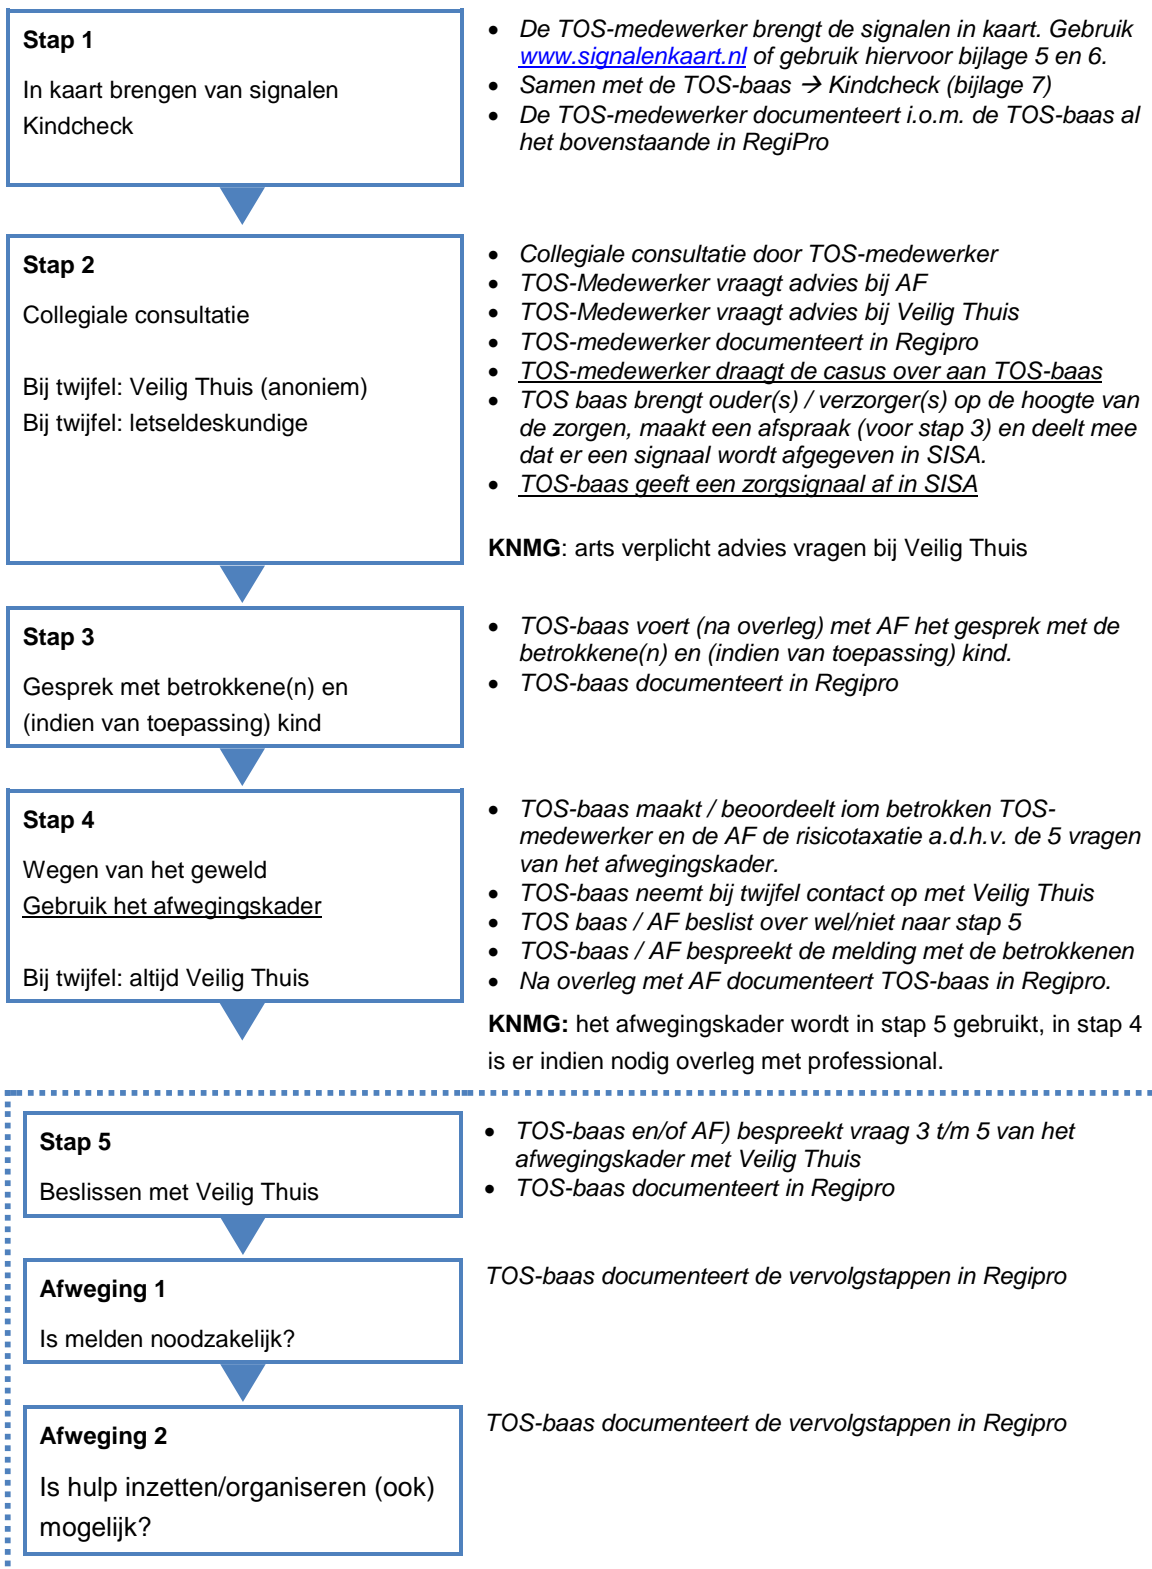 Stap 1
In kaart brengen van signalen
Kindcheck
• De TOS-medewerker brengt de signalen in kaart. Gebruik
www.signalenkaart.nl of gebruik hiervoor bijlage 5 en 6.
• Samen met de TOS-baas → Kindcheck (bijlage 7)
• De TOS-medewerker documenteert i.o.m. de TOS-baas al
het bovenstaande in RegiPro
Stap 2
Collegiale consultatie
Bij twijfel: Veilig Thuis (anoniem)
Bij twijfel: letseldeskundige
• Collegiale consultatie door TOS-medewerker
• TOS-Medewerker vraagt advies bij AF
• TOS-Medewerker vraagt advies bij Veilig Thuis
• TOS-medewerker documenteert in Regipro
• TOS-medewerker draagt de casus over aan TOS-baas
• TOS baas brengt ouder(s) / verzorger(s) op de hoogte van
de zorgen, maakt een afspraak (voor stap 3) en deelt mee
dat er een signaal wordt afgegeven in SISA.
• TOS-baas geeft een zorgsignaal af in SISA
KNMG: arts verplicht advies vragen bij Veilig Thuis
Stap 3
Gesprek met betrokkene(n) en
(indien van toepassing) kind
• TOS-baas voert (na overleg) met AF het gesprek met de
betrokkene(n) en (indien van toepassing) kind.
• TOS-baas documenteert in Regipro
Stap 4
Wegen van het geweld
Gebruik het afwegingskader
Bij twijfel: altijd Veilig Thuis
• TOS-baas maakt / beoordeelt iom betrokken TOS-
medewerker en de AF de risicotaxatie a.d.h.v. de 5 vragen
van het afwegingskader.
• TOS-baas neemt bij twijfel contact op met Veilig Thuis
• TOS baas / AF beslist over wel/niet naar stap 5
• TOS-baas / AF bespreekt de melding met de betrokkenen
• Na overleg met AF documenteert TOS-baas in Regipro.
KNMG: het afwegingskader wordt in stap 5 gebruikt, in stap 4
is er indien nodig overleg met professional.
Stap 5
Beslissen met Veilig Thuis
• TOS-baas en/of AF) bespreekt vraag 3 t/m 5 van het
afwegingskader met Veilig Thuis
• TOS-baas documenteert in Regipro
Afweging 1
Is melden noodzakelijk?
TOS-baas documenteert de vervolgstappen in Regipro
Afweging 2
Is hulp inzetten/organiseren (ook)
mogelijk?
TOS-baas documenteert de vervolgstappen in Regipro